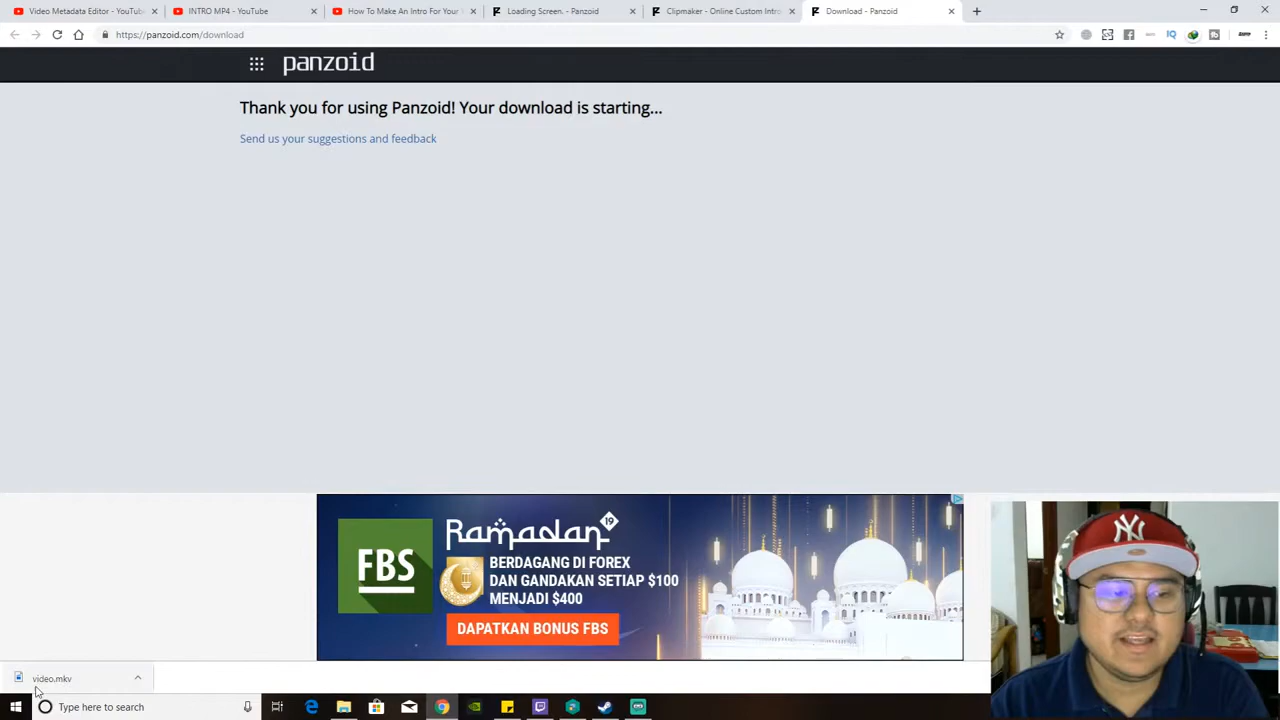 Video Metadata Editor - YouTub
INTRO MP4 - YouTube
How To Make An Intro For Your
Loading Screen. - Panzoid
Clipmaker - Online Custom Intro
Download - Panzoid
https://panzoid.com/download
panzoid
Thank you for using Panzoid! Your download is starting...
Send us your suggestions and feedback
FBS
Ramadan 19
BERDAGANG DI FOREX
DAN GANDAKAN SETIAP $100
MENJADI $400
DAPATKAN BONUS FBS
video.mkv
Type here to search